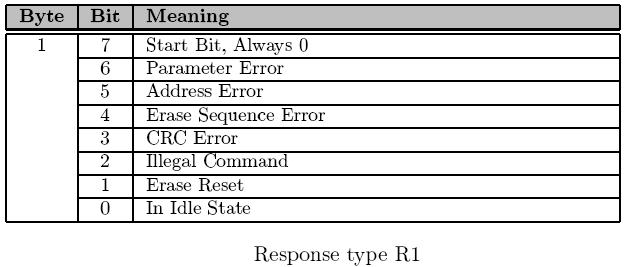 Byte Bit Meaning
1 7 Start Bit, Always 0
6 Parameter Error
5 Address Error
4 Erase Sequence Error
3 CRC Error
2 Illegal Command
1 Erase Reset
0 In Idle State
Response type R1